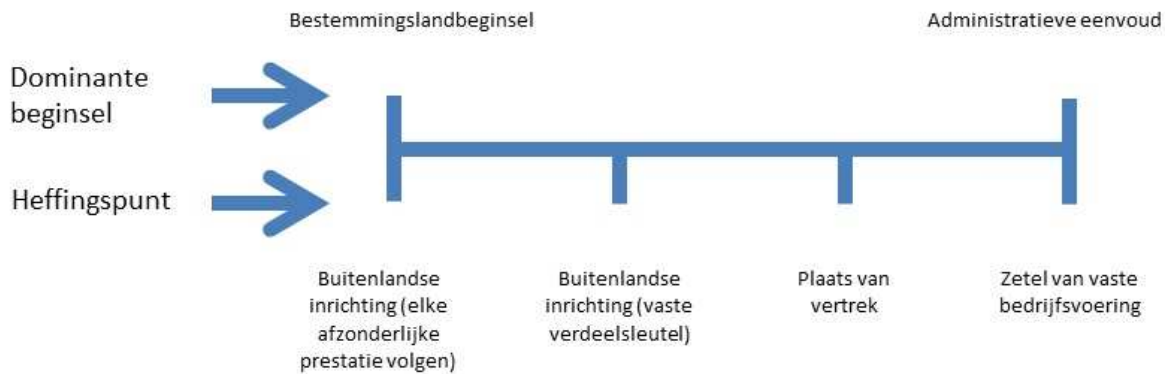 Bestemmingslandbeginsel
Administratieve eenvoud
Dominante
beginsel
Heffingspunt
Buitenlandse
inrichting (elke
afzonderlijke
prestatie volgen)
Buitenlandse
inrichting (vaste
verdeelsleutel)
Plaats van
vertrek
Zetel van vaste
bedrijfsvoering